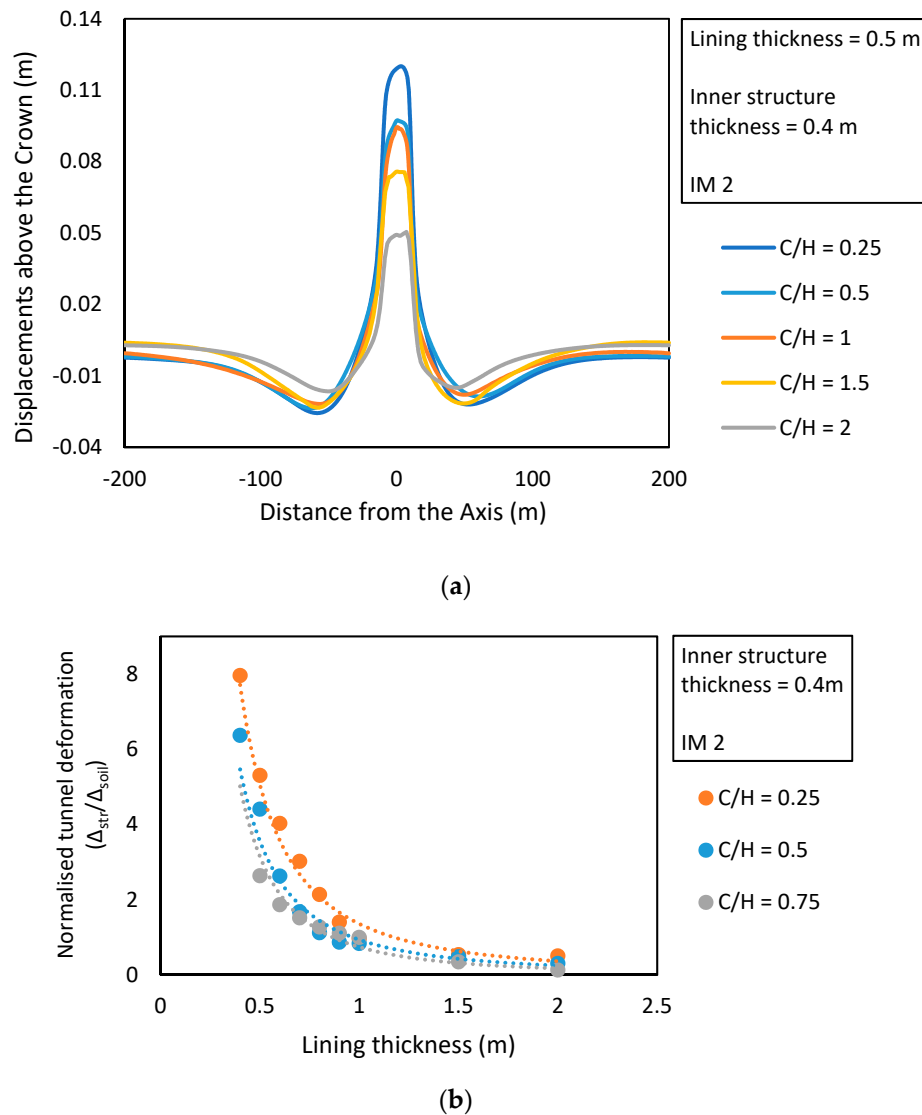 0.14
0.11
0.08
0.05
0.02
-0.01
-0.04
Displacements above the Crown (m)
-200
-100
0
100
200
Distance from the Axis (m)
Lining thickness = 0.5 m
Inner structure
thickness = 0.4 m
IM 2
C/H = 0.25
C/H = 0.5
C/H = 1
C/H = 1.5
C/H = 2
(a)
8
6
4
2
0
Normalised tunnel deformation
(Δstr/Δsoil)
0
0.5
1
1.5
2
2.5
Lining thickness (m)
Inner structure
thickness = 0.4m
IM 2
C/H = 0.25
C/H = 0.5
C/H = 0.75
(b)